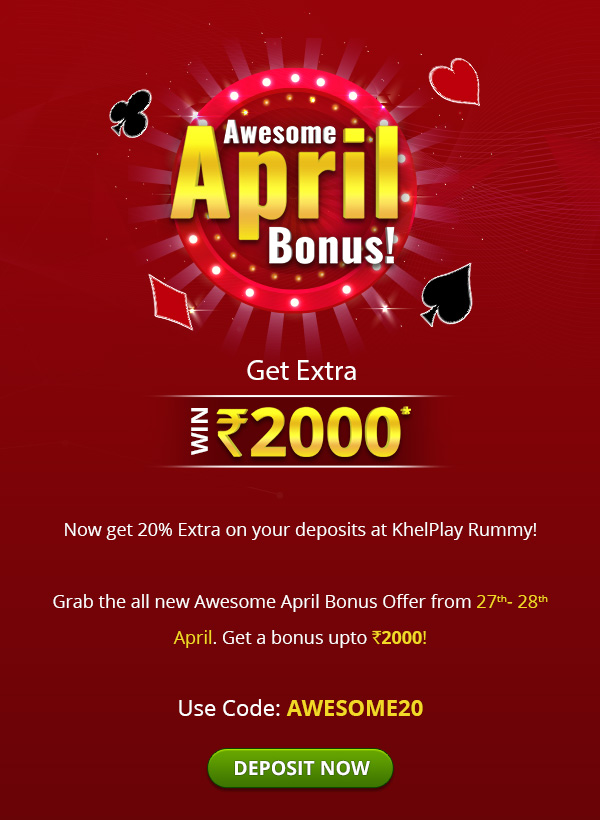 Awesome
April
Bonus!
Get Extra
WIN ₹2000*
Now get 20% Extra on your deposits at KhelPlay Rummy!
Grab the all new Awesome April Bonus Offer from 27th- 28th
April. Get a bonus upto ₹2000!
Use Code: AWESOME20
DEPOSIT NOW